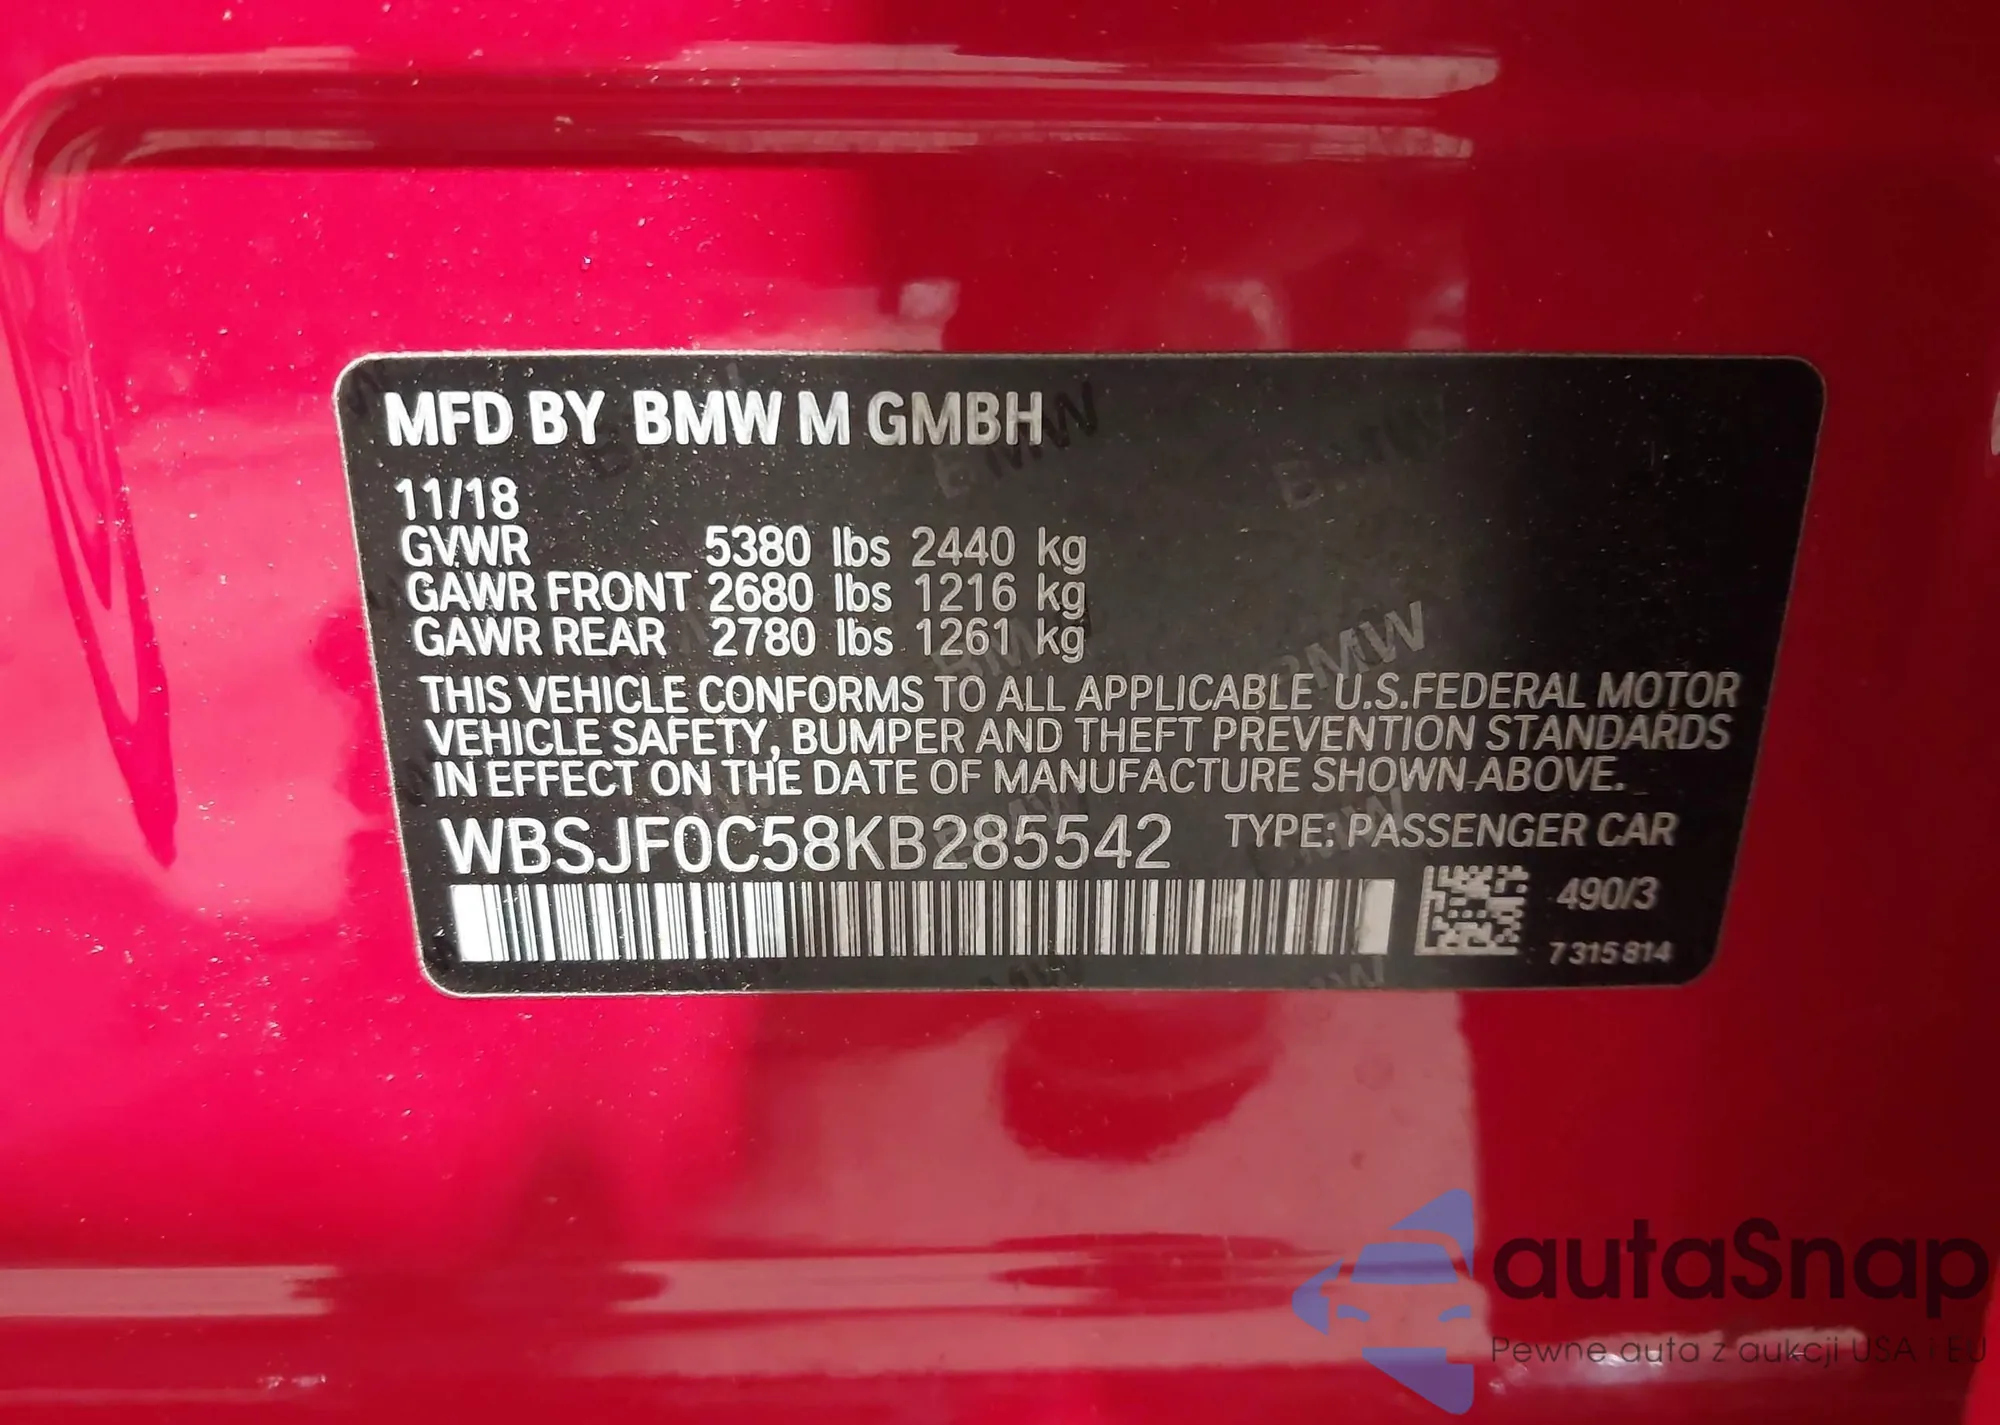 MFD BY BMW M GMBH
11/18
GVWR 5380 lbs 2440 kg
GAWR FRONT 2680 lbs 1216 kg
GAWR REAR 2780 lbs 1261 kg
THIS VEHICLE CONFORMS TO ALL APPLICABLE U.S.FEDERAL MOTOR
VEHICLE SAFETY, BUMPER AND THEFT PREVENTION STANDARDS
IN EFFECT ON THE DATE OF MANUFACTURE SHOWN ABOVE.
WBSJF0C58KB285542 TYPE: PASSENGER CAR
490/3
7 315 814
autaSnap
Pewne auta z aukcji USA i EU